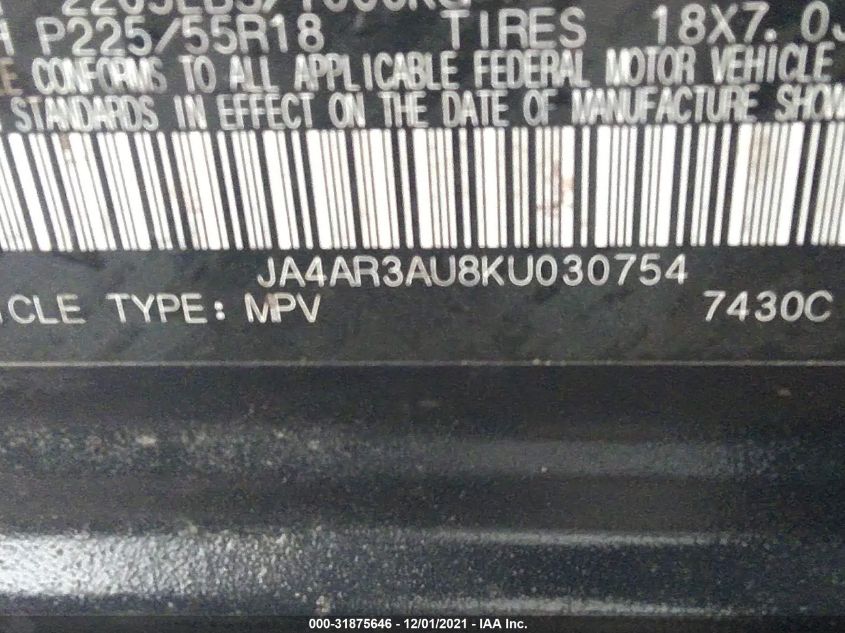 P225/55R18 TIRES 18X7.0J
CONFORMS TO ALL APPLICABLE FEDERAL MOTOR VEHICLE
STANDARDS IN EFFECT ON THE DATE OF MANUFACTURE SHOW
JA4AR3AU8KU030754
ICLE TYPE: MPV 7430C
000-31875646 - 12/01/2021 - IAA Inc.